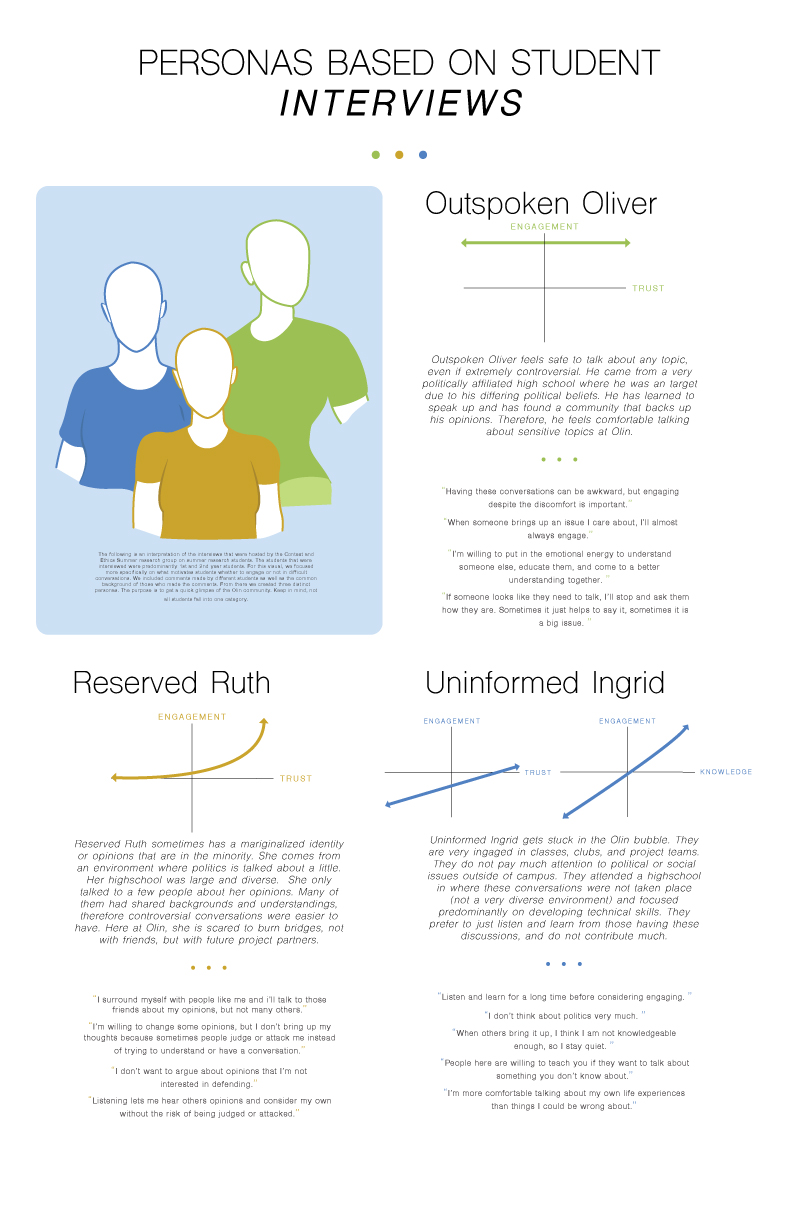 PERSONAS BASED ON STUDENT
INTERVIEWS
The following is an interpretation of the interviews that were hosted by the Context and
Ethics Summer research group on summer research students. The students that were
interviewed were predominantly 1st and 2nd year students. For this visual, we focused
more specifically on what motivates students whether to engage or not in difficult
conversations. We included comments made by different students as well as the common
background of those who made the comments. From there we created three distinct
personas. The purpose is to get a quick glimpse of the Olin community. Keep in mind, not
all students fall into one category.
Outspoken Oliver
ENGAGEMENT
TRUST
Outspoken Oliver feels safe to talk about any topic,
even if extremely controversial. He came from a very
politically affiliated high school where he was an target
due to his differing political beliefs. He has learned to
speak up and has found a community that backs up
his opinions. Therefore, he feels comfortable talking
about sensitive topics at Olin.
"Having these conversations can be awkward, but engaging
despite the discomfort is important."
"When someone brings up an issue I care about, I'll almost
always engage."
"I'm willing to put in the emotional energy to understand
someone else, educate them, and come to a better
understanding together. "
"If someone looks like they need to talk, I'll stop and ask them
how they are. Sometimes it just helps to say it, sometimes it is
a big issue. "
Reserved Ruth
ENGAGEMENT
TRUST
Reserved Ruth sometimes has a mariginalized identity
or opinions that are in the minority. She comes from
an environment where politics is talked about a little.
Her highschool was large and diverse. She only
talked to a few people about her opinions. Many of
them had shared backgrounds and understandings,
therefore controversial conversations were easier to
have. Here at Olin, she is scared to burn bridges, not
with friends, but with future project partners.
"I surround myself with people like me and i'll talk to those
friends about my opinions, but not many others."
"I'm willing to change some opinions, but I don't bring up my
thoughts because sometimes people judge or attack me instead
of trying to understand or have a conversation."
"I don't want to argue about opinions that I'm not
interested in defending."
"Listening lets me hear others opinions and consider my own
without the risk of being judged or attacked."
Uninformed Ingrid
ENGAGEMENT
TRUST
ENGAGEMENT
KNOWLEDGE
Uninformed Ingrid gets stuck in the Olin bubble. They
are very ingaged in classes, clubs, and project teams.
They do not pay much attention to political or social
issues outside of campus. They attended a highschool
in where these conversations were not taken place
(not a very diverse environment) and focused
predominantly on developing technical skills. They
prefer to just listen and learn from those having these
discussions, and do not contribute much.
"Listen and learn for a long time before considering engaging. "
"I don't think about politics very much. "
"When others bring it up, I think I am not knowledgeable
enough, so I stay quiet. "
"People here are willing to teach you if they want to talk about
something you don't know about."
"I'm more comfortable talking about my own life experiences
than things I could be wrong about."